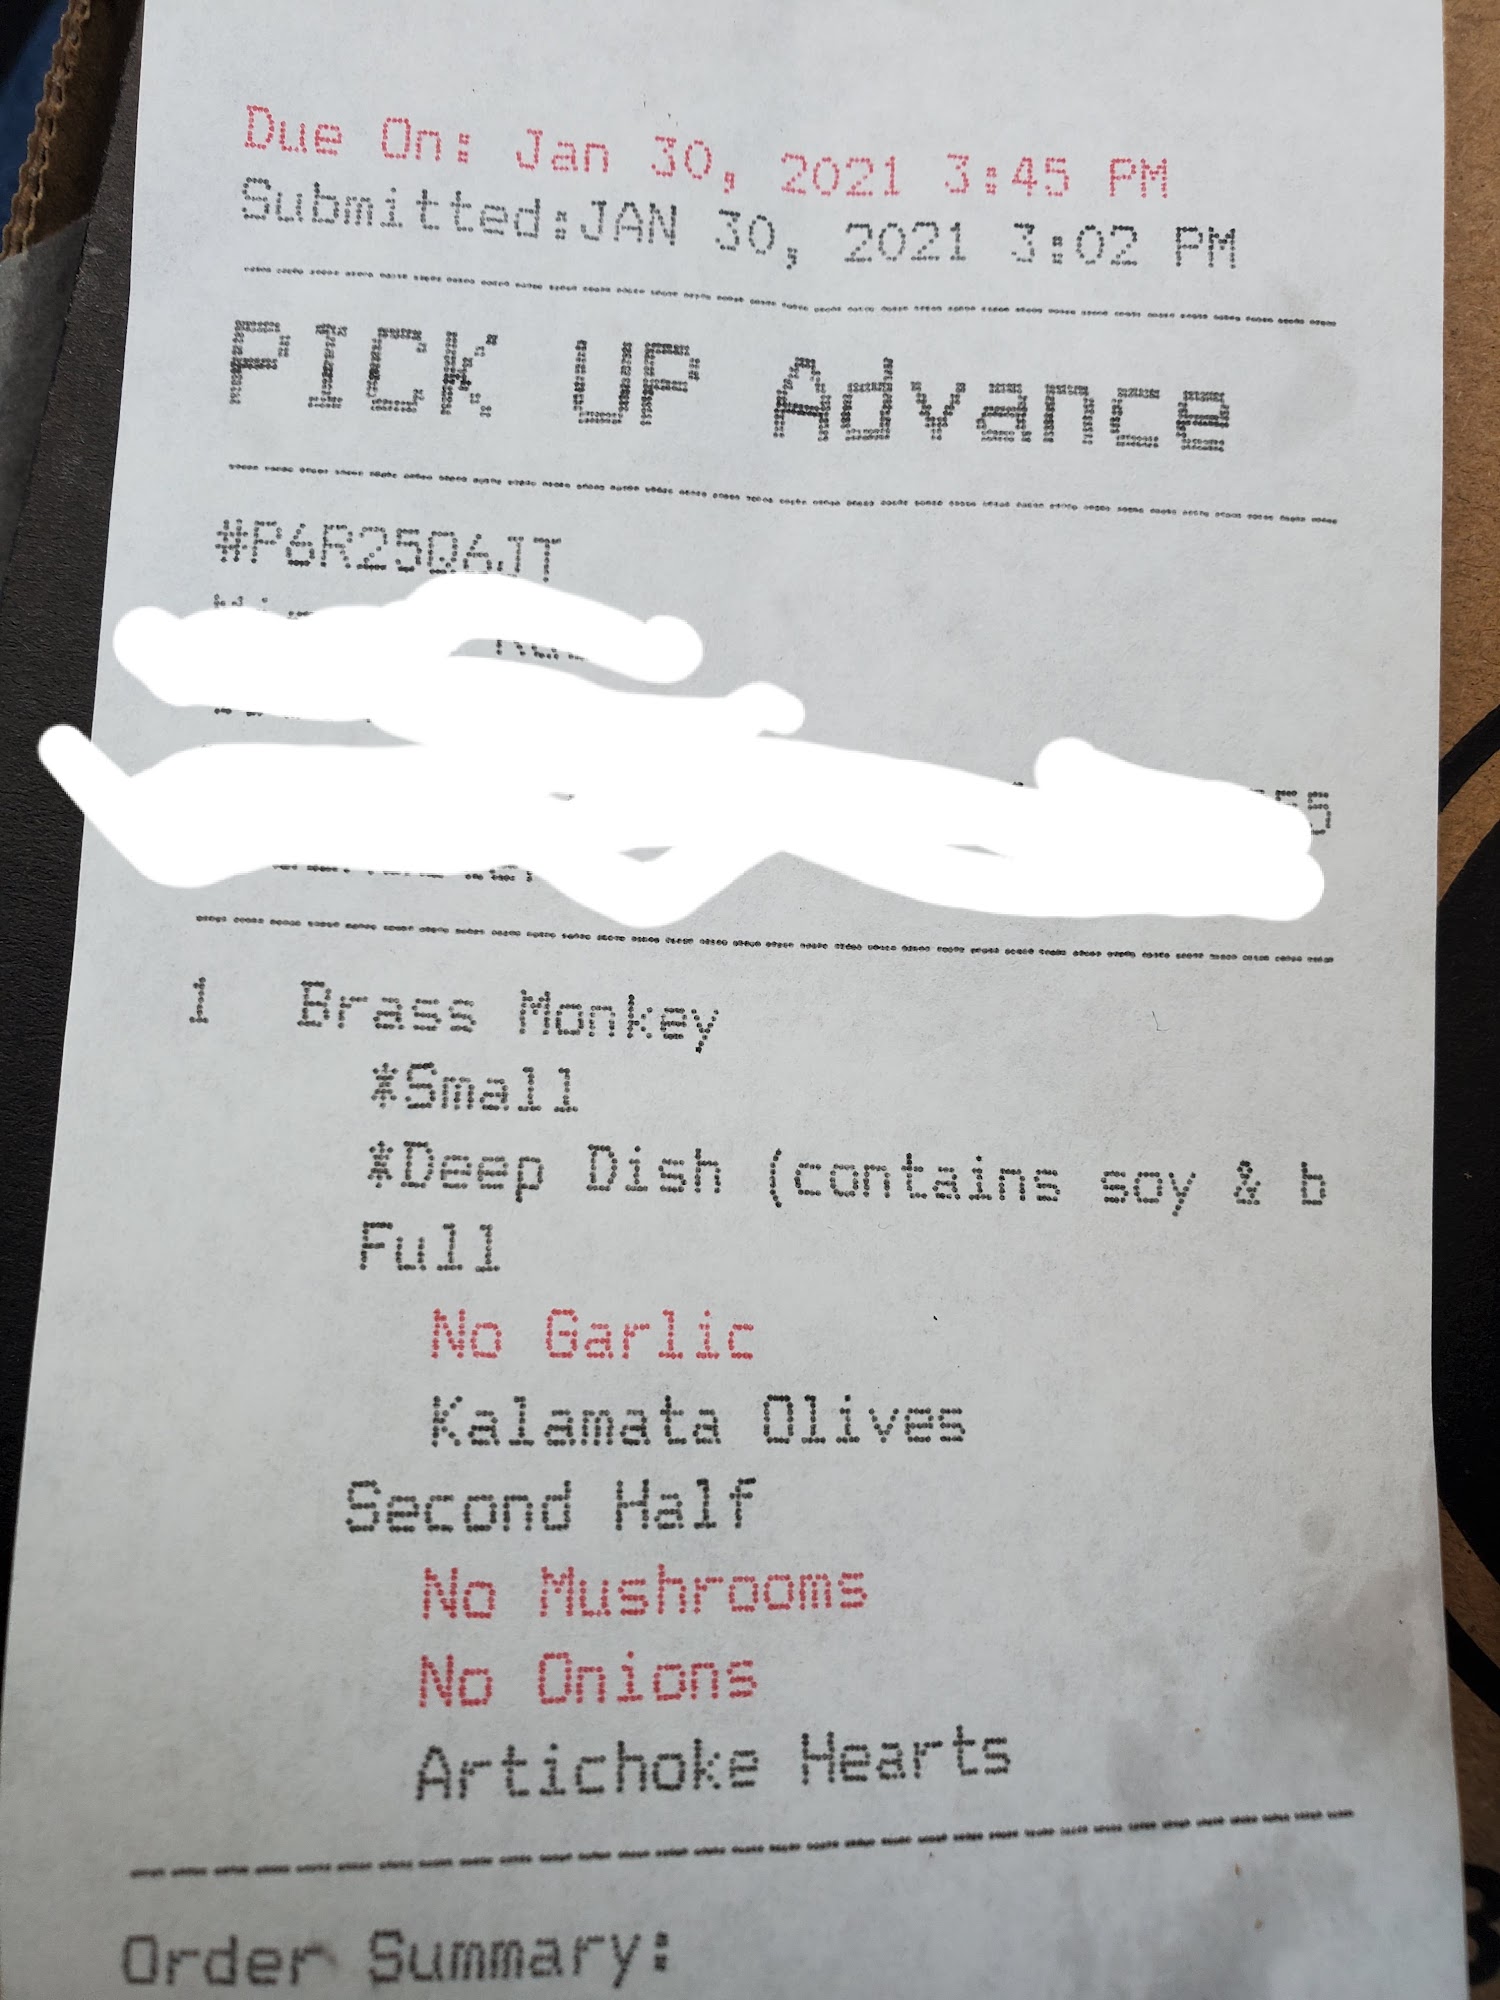 Due On: Jan 30, 2021 3:45 PM
Submitted:JAN 30, 2021 3:02 PM
PICK UP Advance
1 Brass Monkey
*Small
*Deep Dish (contains soy & b
Full
No Garlic
Kalamata Olives
Second Half
No Mushrooms
No Onions
Artichoke Hearts
Order Summary: